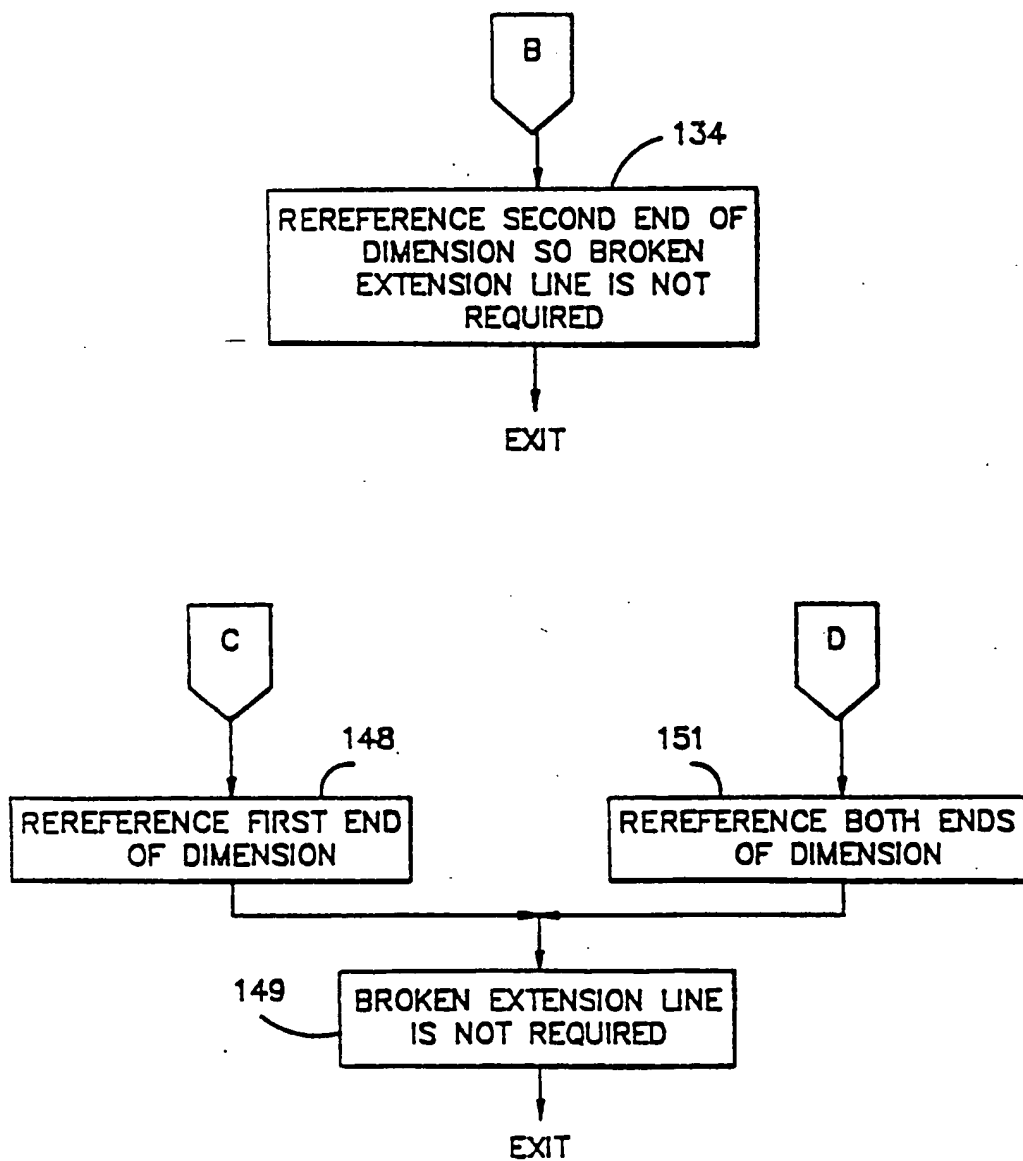 B
134
REREFERENCE SECOND END OF
DIMENSION SO BROKEN
EXTENSION LINE IS NOT
REQUIRED
EXIT
C
D
148
151
REREFERENCE FIRST END
OF DIMENSION
REREFERENCE BOTH ENDS
OF DIMENSION
149
BROKEN EXTENSION LINE
IS NOT REQUIRED
EXIT